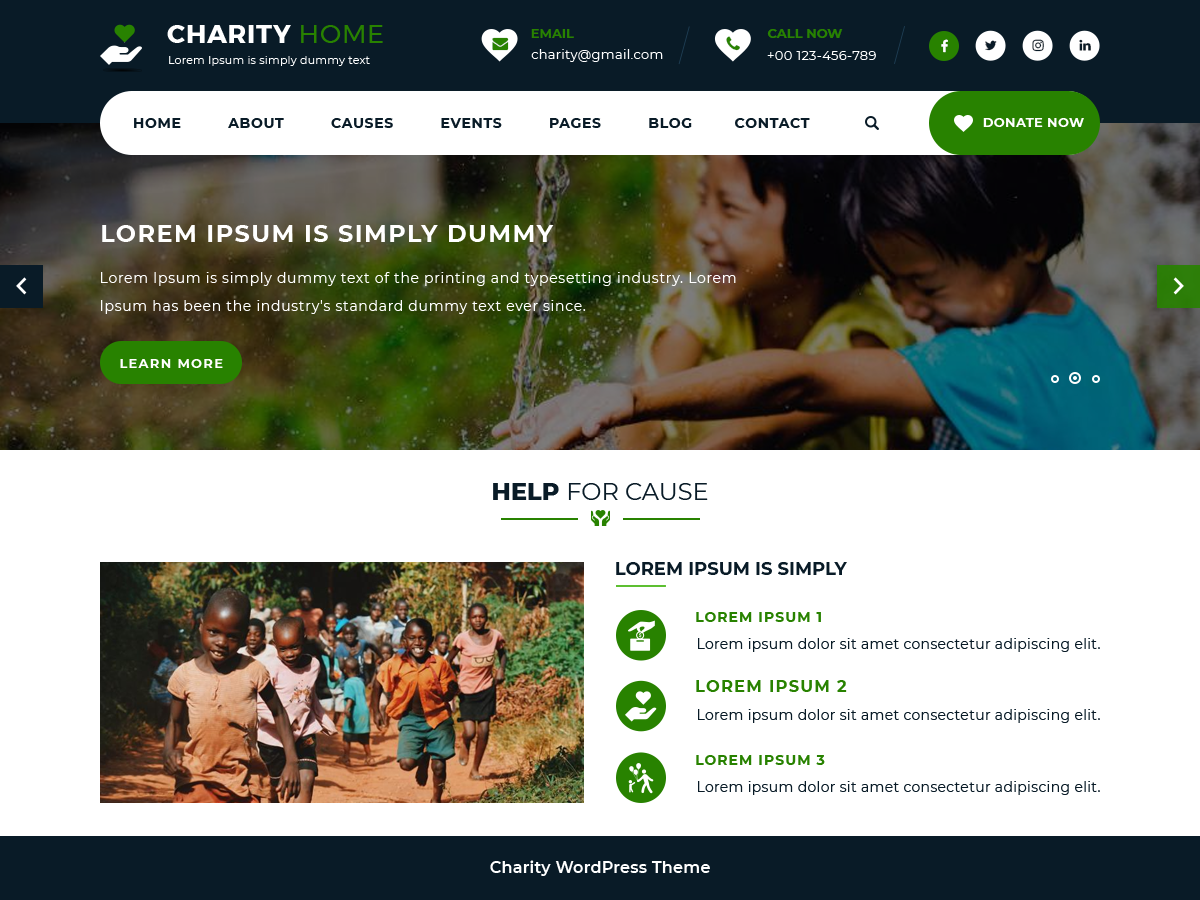 CHARITY HOME
Lorem Ipsum is simply dummy text
EMAIL
charity@gmail.com
CALL NOW
+00 123-456-789
HOME ABOUT CAUSES EVENTS PAGES BLOG CONTACT
DONATE NOW
LOREM IPSUM IS SIMPLY DUMMY
Lorem Ipsum is simply dummy text of the printing and typesetting industry. Lorem
Ipsum has been the industry's standard dummy text ever since.
LEARN MORE
HELP FOR CAUSE
LOREM IPSUM IS SIMPLY
LOREM IPSUM 1
Lorem ipsum dolor sit amet consectetur adipiscing elit.
LOREM IPSUM 2
Lorem ipsum dolor sit amet consectetur adipiscing elit.
LOREM IPSUM 3
Lorem ipsum dolor sit amet consectetur adipiscing elit.
Charity WordPress Theme